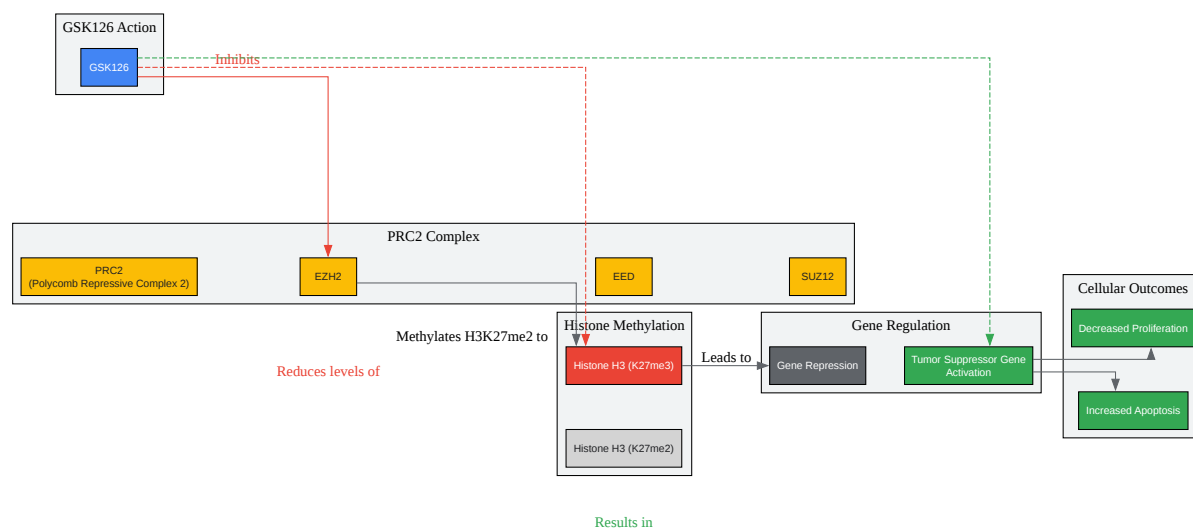 GSK126 Action
GSK126
Inhibits
PRC2 Complex
PRC2
(Polycomb Repressive Complex 2)
EZH2
EED
SUZ12
Cellular Outcomes
Decreased Proliferation
Increased Apoptosis
Methylates H3K27me2 to
Histone Methylation
Histone H3 (K27me3)
Histone H3 (K27me2)
Leads to
Gene Regulation
Gene Repression
Tumor Suppressor Gene
Activation
Reduces levels of
Results in